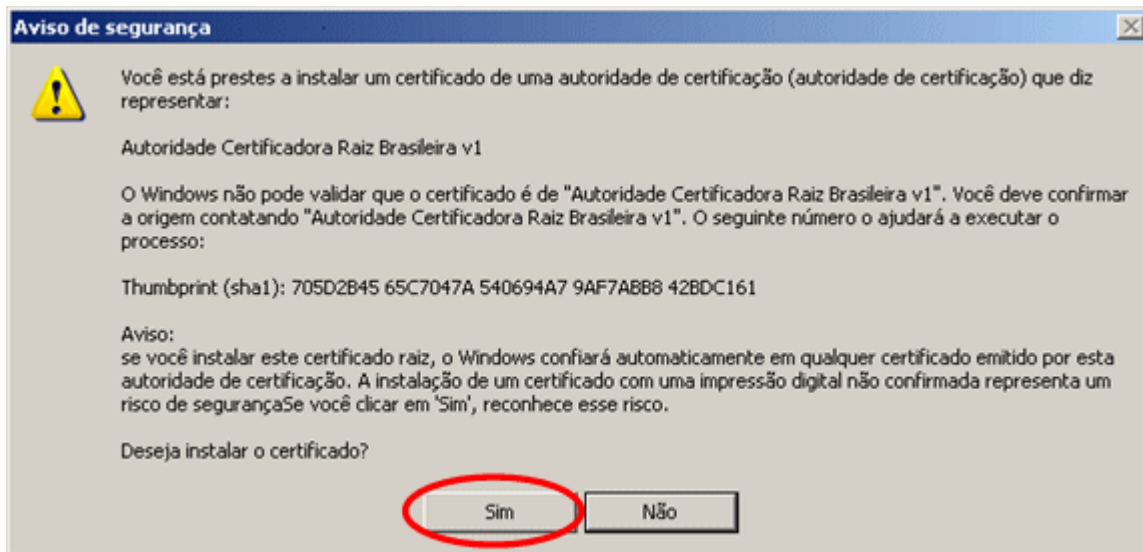 Aviso de segurança
Você está prestes a instalar um certificado de uma autoridade de certificação (autoridade de certificação) que diz
representar:
Autoridade Certificadora Raiz Brasileira v1
O Windows não pode validar que o certificado é de "Autoridade Certificadora Raiz Brasileira v1". Você deve confirmar
a origem contatando "Autoridade Certificadora Raiz Brasileira v1". O seguinte número o ajudará a executar o
processo:
Thumbprint (sha1): 705D2B45 65C7047A 540694A7 9AF7ABB8 42BDC161
Aviso:
se você instalar este certificado raiz, o Windows confiará automaticamente em qualquer certificado emitido por esta
autoridade de certificação. A instalação de um certificado com uma impressão digital não confirmada representa um
risco de segurançaSe você clicar em 'Sim', reconhece esse risco.
Deseja instalar o certificado?
Sim
Não